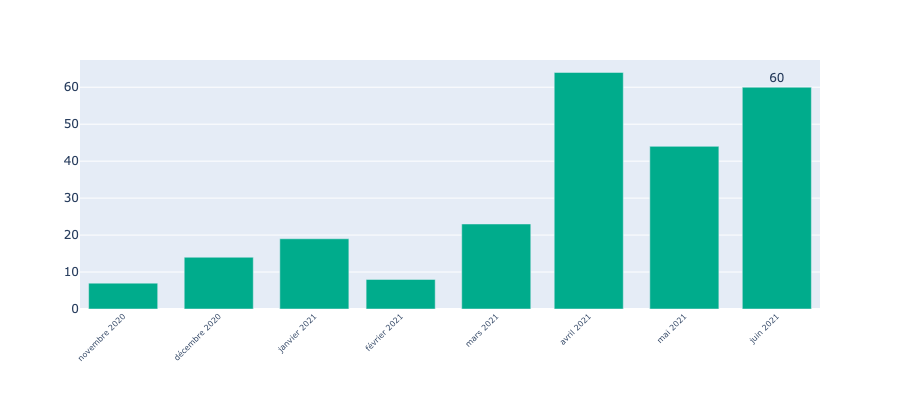 60
60
50
40
30
20
10
0
novembre 2020
décembre 2020
janvier 2021
février 2021
mars 2021
avril 2021
mai 2021
juin 2021